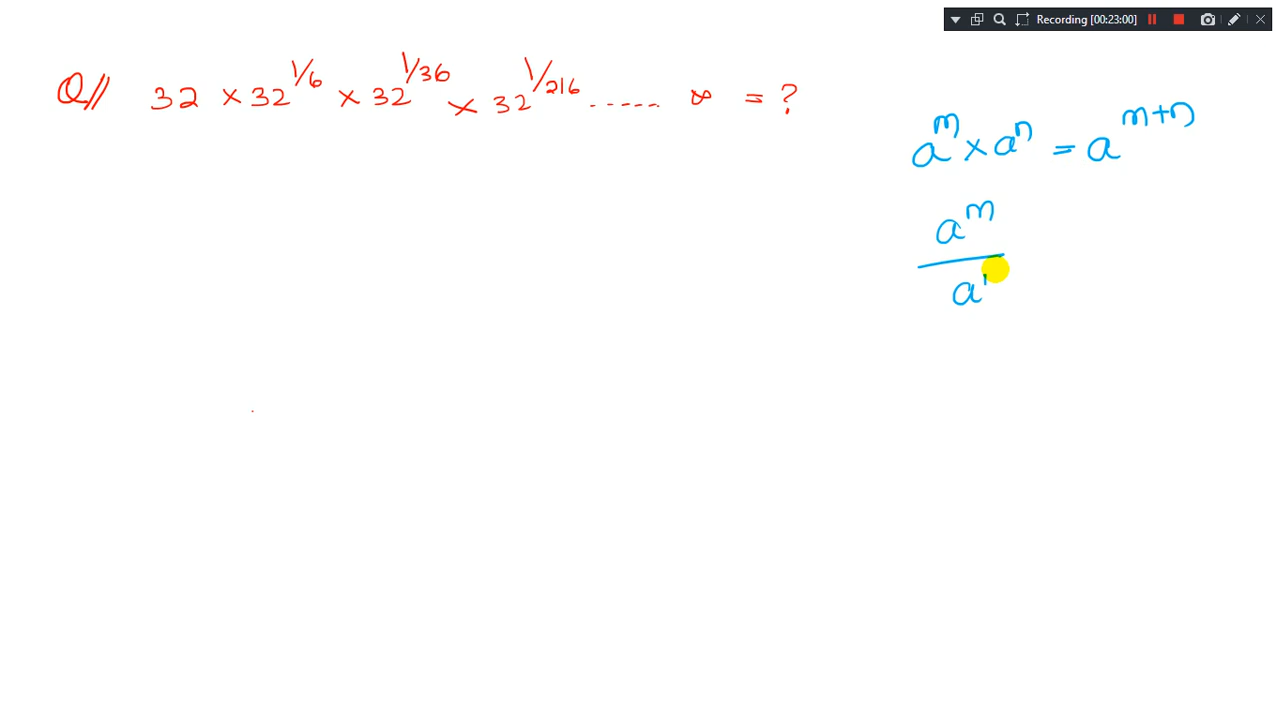 Recording [00:23:00]
Q// 32 × 32^{1/6} × 32^{1/36} × 32^{1/216} ..... ∞ = ?
a^m × a^n = a^{m+n}
a^m
a